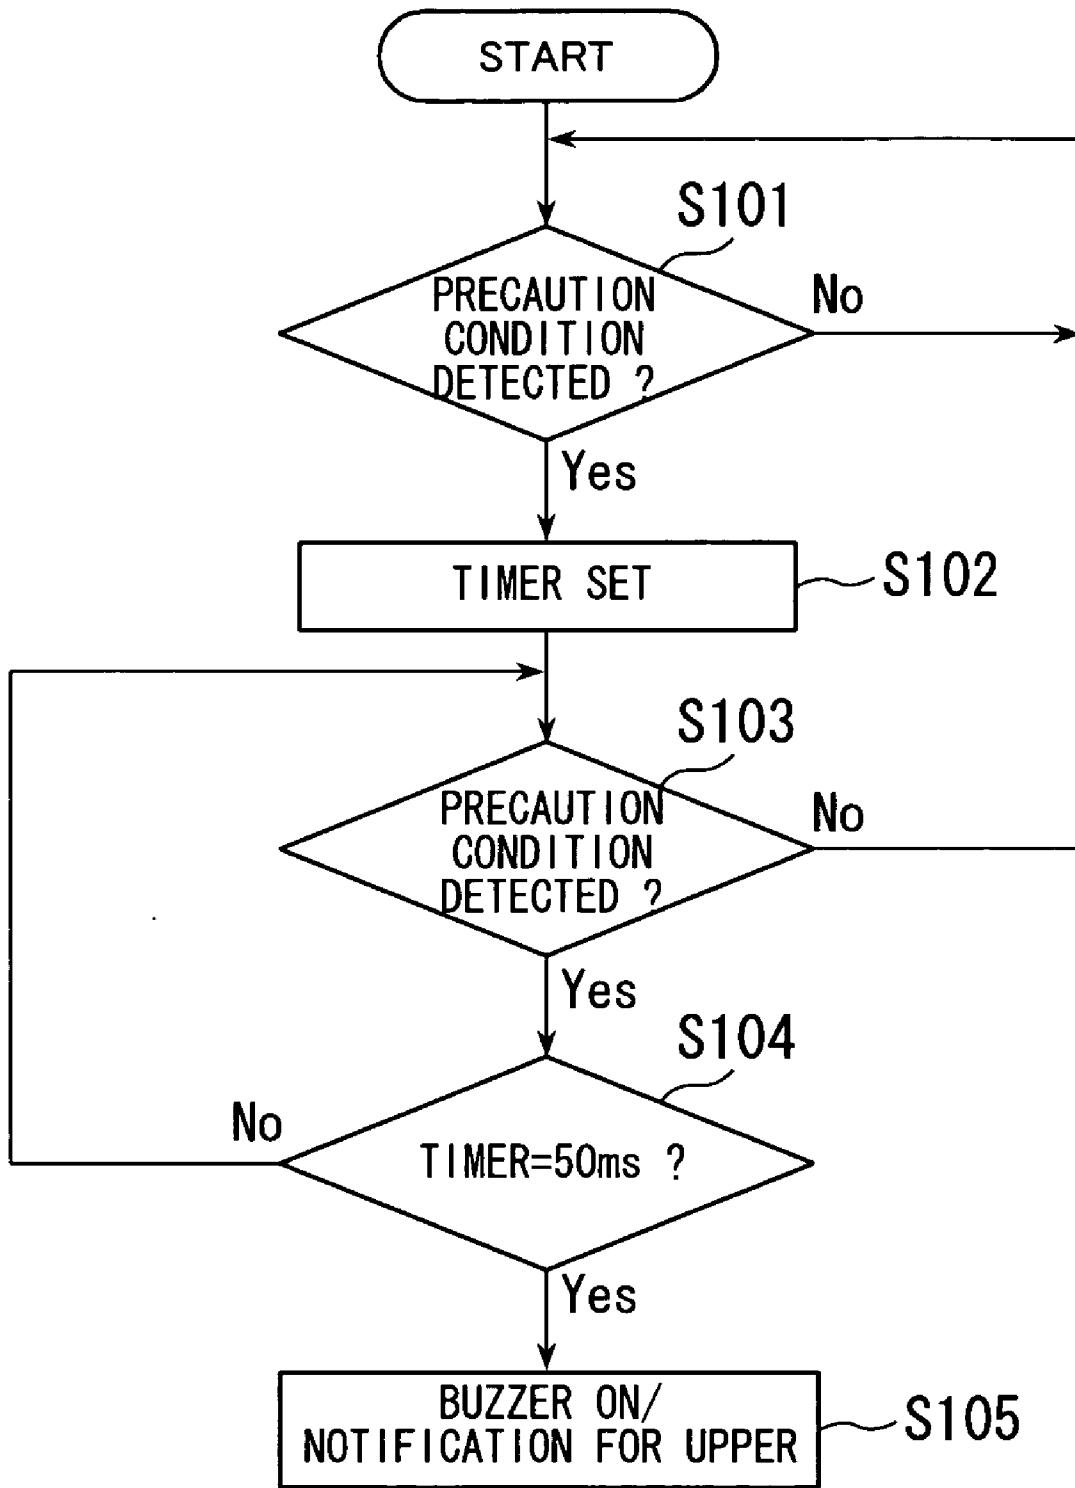 START
S101
PRECAUTION
CONDITION
DETECTED ?
No
Yes
TIMER SET
S102
S103
PRECAUTION
CONDITION
DETECTED ?
No
Yes
S104
No
TIMER=50ms ?
Yes
BUZZER ON/
NOTIFICATION FOR UPPER
S105